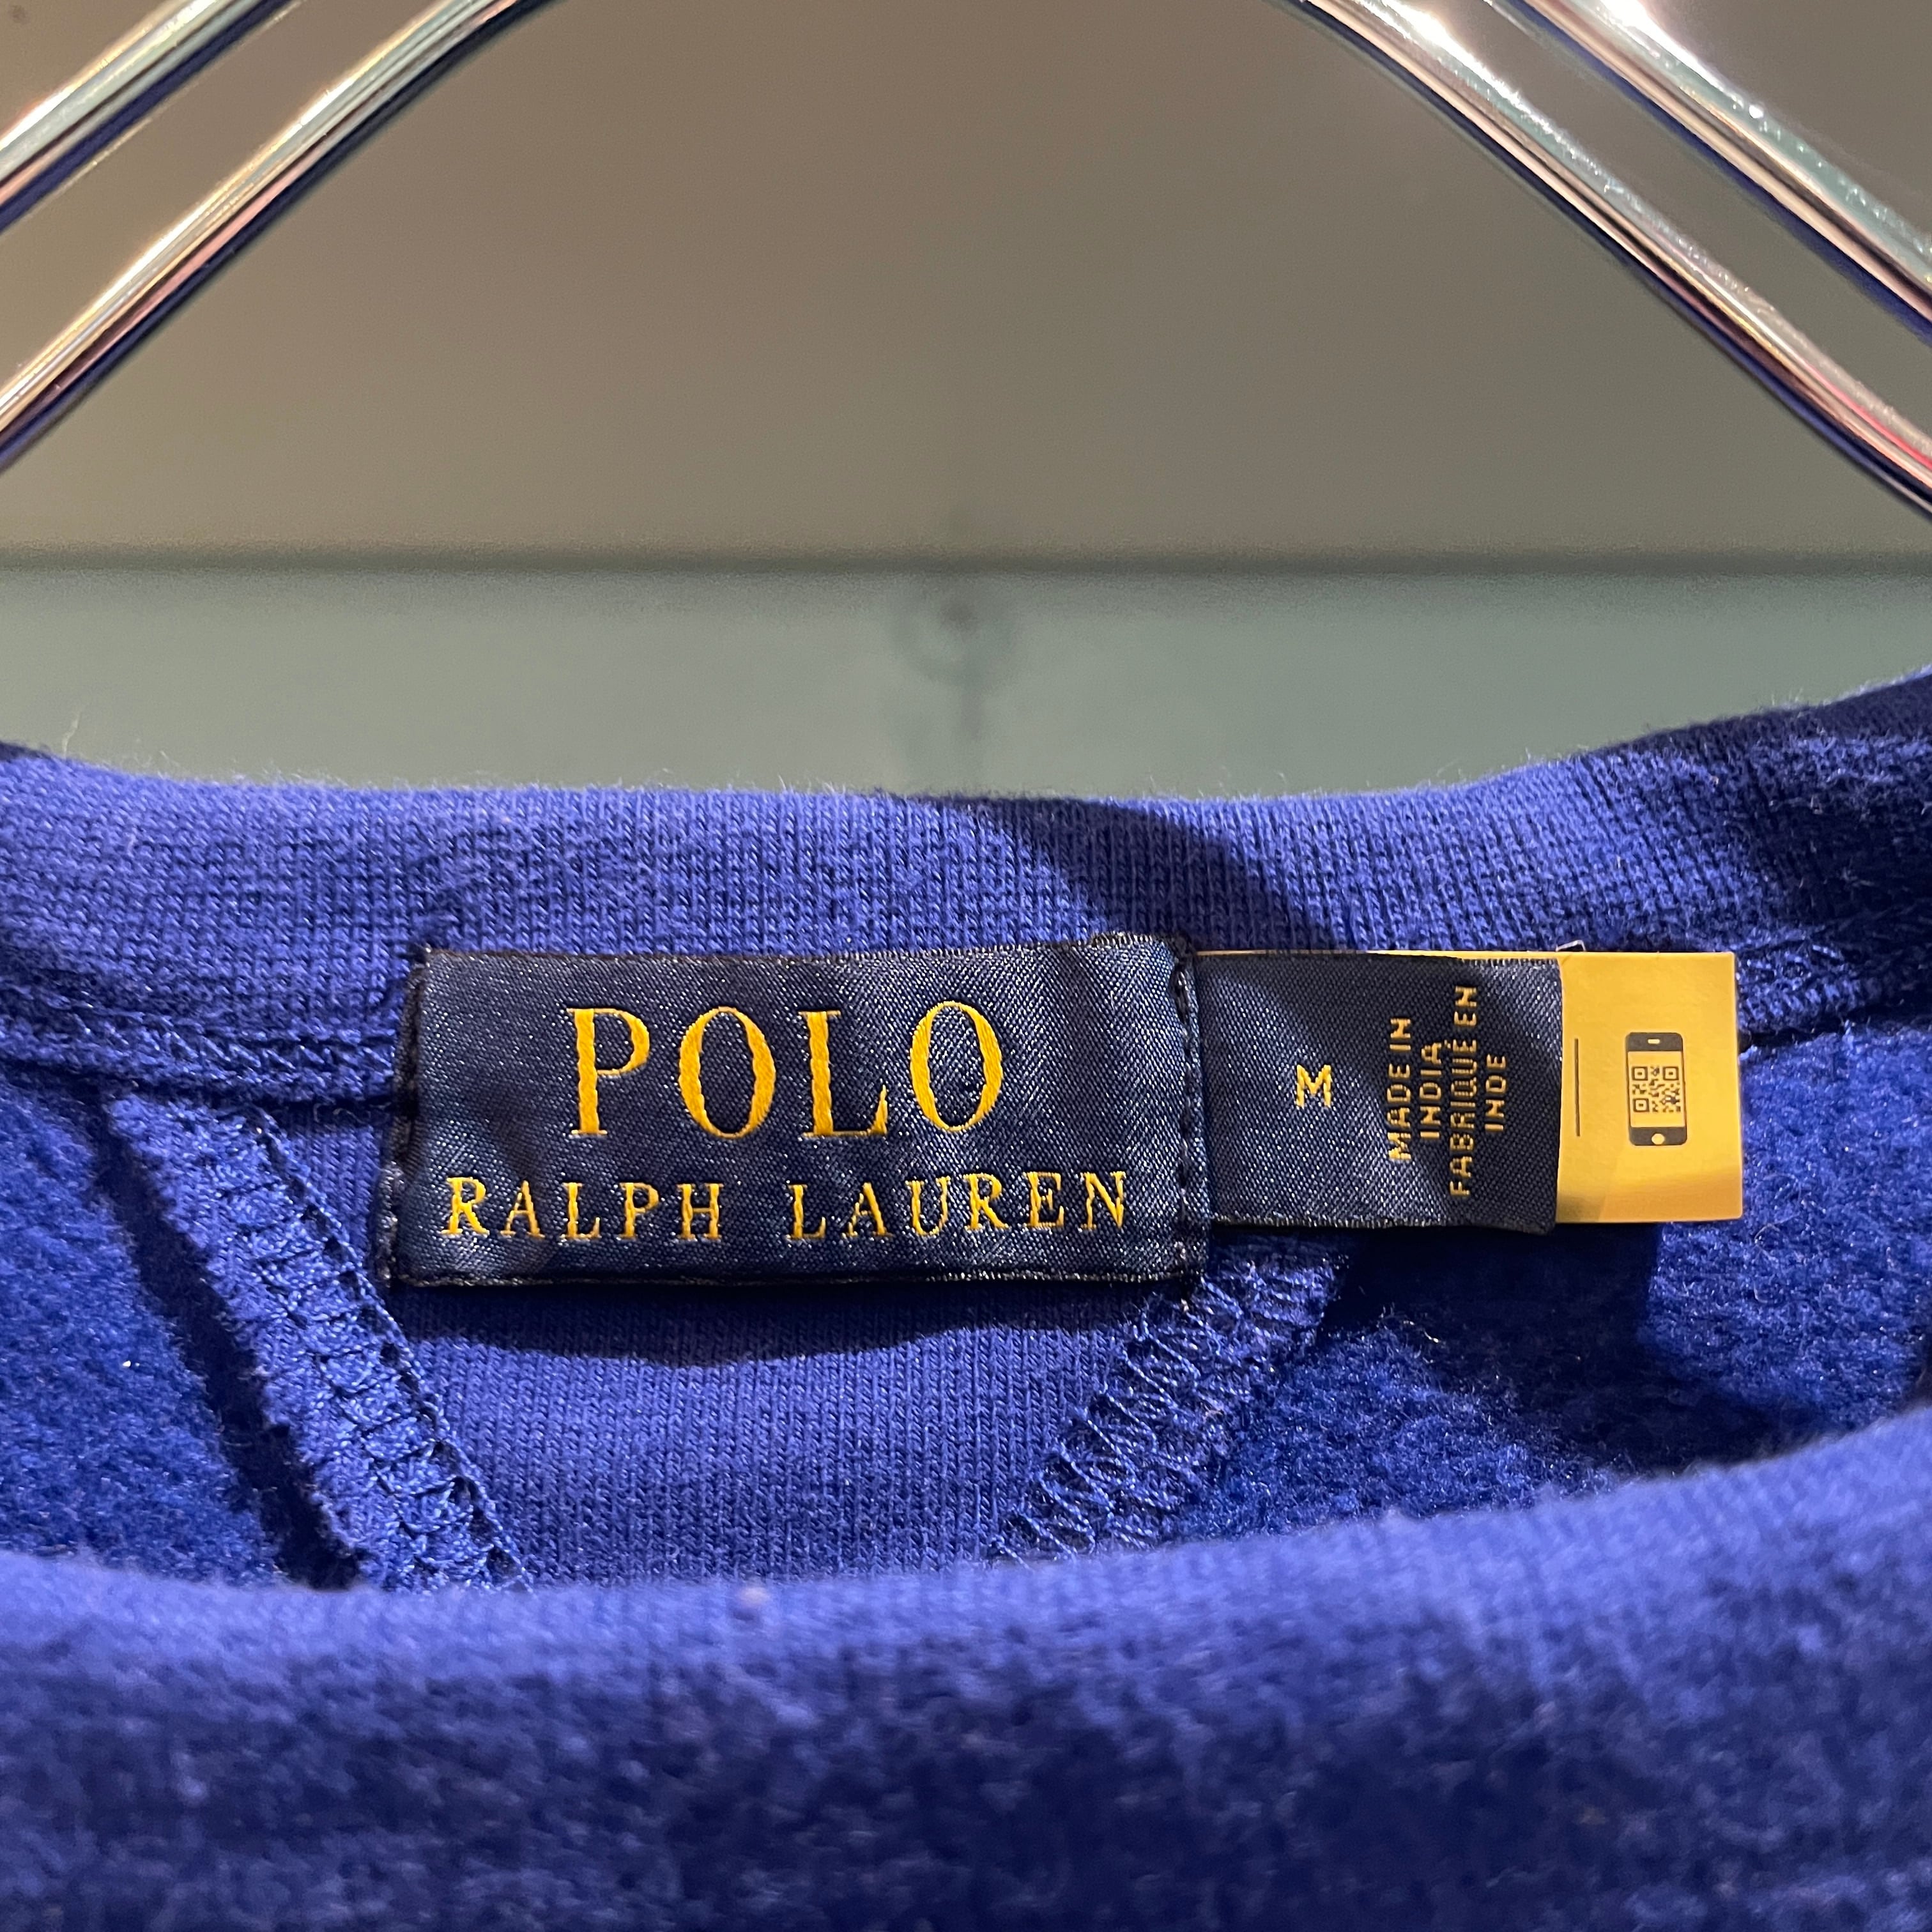 POLO
RALPH LAUREN
M
MADE IN
INDIA
FABRIQUÉ EN
INDE